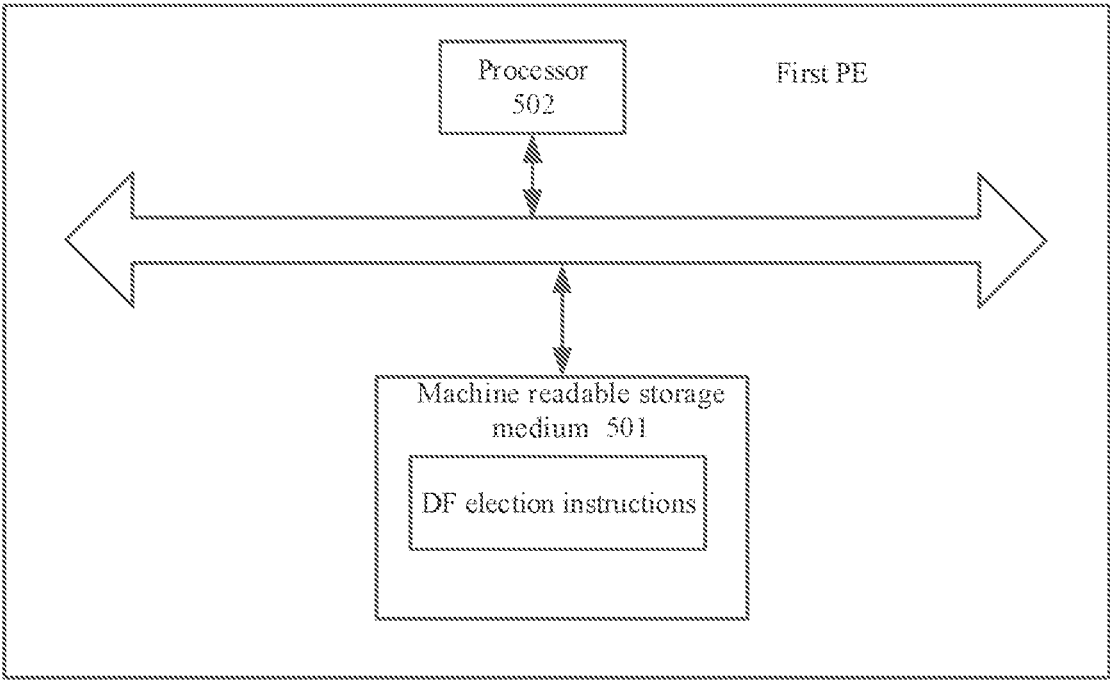 Processor
502
First PE
Machine readable storage
medium 501
DF election instructions